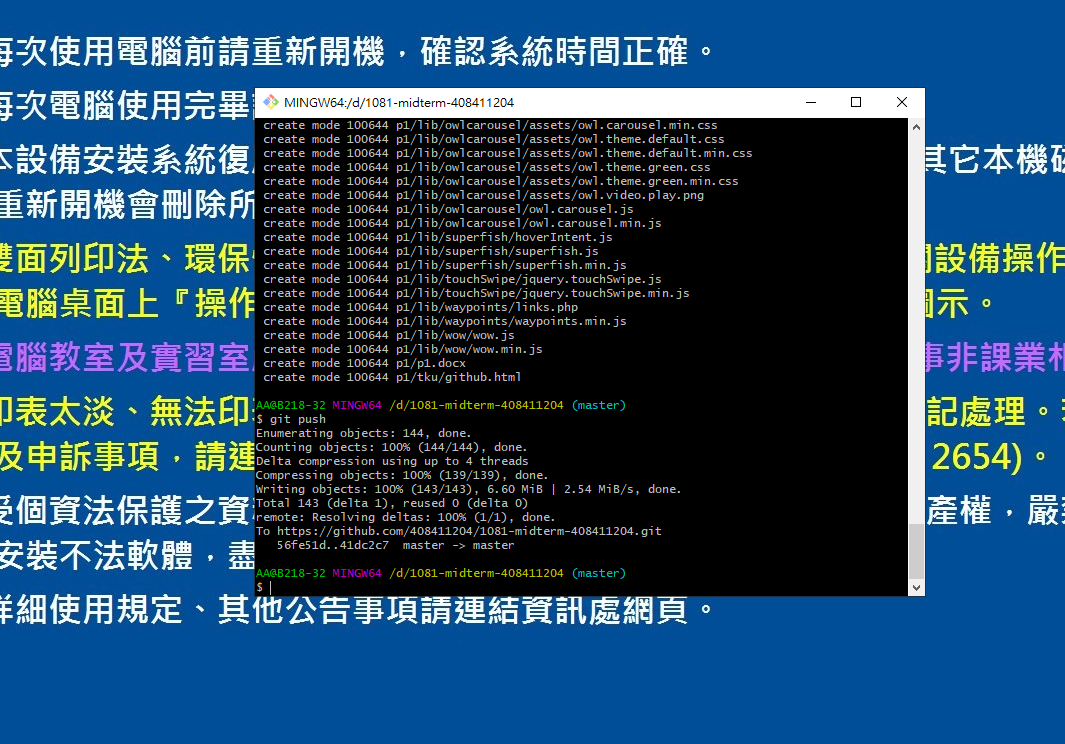 每次使用電腦前請重新開機，確認系統時間正確。
每次電腦使用完畢
本設備安裝系統復
其它本機磁
重新開機會刪除所
雙面列印法、環保
設備操作
電腦桌面上『操作
圖示。
電腦教室及實習室
事非課業相
印表太淡、無法印
記處理。
及申訴事項，請連
2654)。
受個資法保護之資
產權，嚴
安裝不法軟體，盡
詳細使用規定、其他公告事項請連結資訊處網頁。
MINGW64:/d/1081-midterm-408411204
create mode 100644 p1/lib/owlcarousel/assets/owl.carousel.min.css
create mode 100644 p1/lib/owlcarousel/assets/owl.theme.default.css
create mode 100644 p1/lib/owlcarousel/assets/owl.theme.default.min.css
create mode 100644 p1/lib/owlcarousel/assets/owl.theme.green.css
create mode 100644 p1/lib/owlcarousel/assets/owl.theme.green.min.css
create mode 100644 p1/lib/owlcarousel/assets/owl.video.play.png
create mode 100644 p1/lib/owlcarousel/owl.carousel.js
create mode 100644 p1/lib/owlcarousel/owl.carousel.min.js
create mode 100644 p1/lib/superfish/hoverIntent.js
create mode 100644 p1/lib/superfish/superfish.js
create mode 100644 p1/lib/superfish/superfish.min.js
create mode 100644 p1/lib/touchSwipe/jquery.touchSwipe.js
create mode 100644 p1/lib/touchSwipe/jquery.touchSwipe.min.js
create mode 100644 p1/lib/waypoints/links.php
create mode 100644 p1/lib/waypoints/waypoints.min.js
create mode 100644 p1/lib/wow/wow.js
create mode 100644 p1/lib/wow/wow.min.js
create mode 100644 p1/p1.docx
create mode 100644 p1/tku/github.html
AA@B218-32 MINGW64 /d/1081-midterm-408411204 (master)
$ git push
Enumerating objects: 144, done.
Counting objects: 100% (144/144), done.
Delta compression using up to 4 threads
Compressing objects: 100% (139/139), done.
Writing objects: 100% (143/143), 6.60 MiB | 2.54 MiB/s, done.
Total 143 (delta 1), reused 0 (delta 0)
remote: Resolving deltas: 100% (1/1), done.
To https://github.com/408411204/1081-midterm-408411204.git
56fe51d..41dc2c7  master -> master
AA@B218-32 MINGW64 /d/1081-midterm-408411204 (master)
$